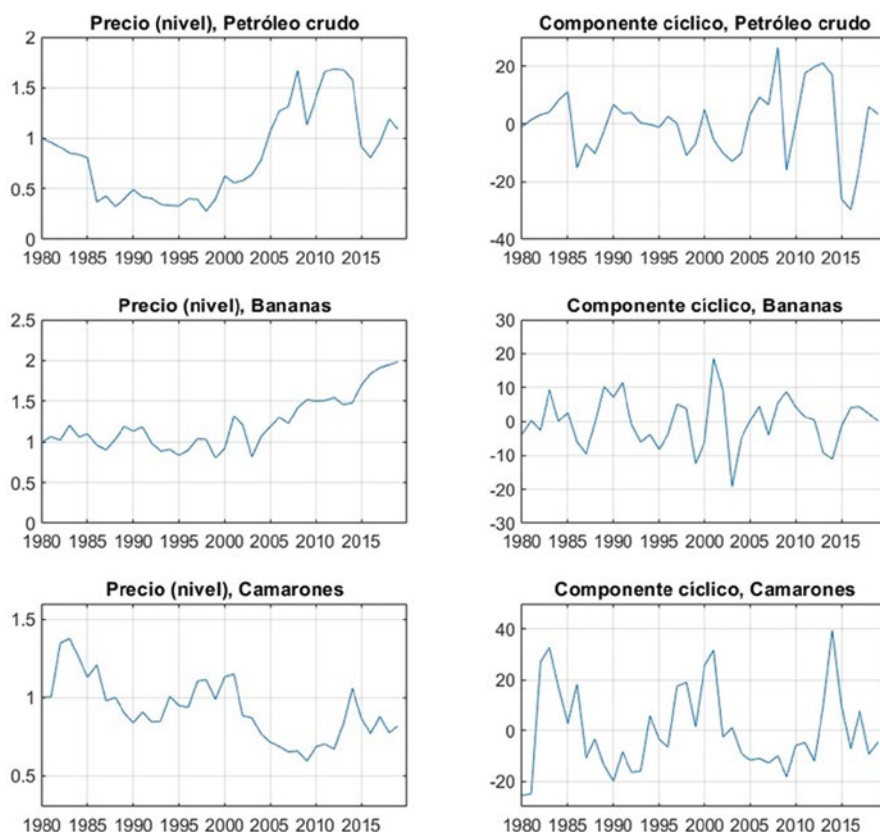 Precio (nivel), Petróleo crudo
2
1.5
1
0.5
0
1980 1985 1990 1995 2000 2005 2010 2015
Componente cíclico, Petróleo crudo
20
0
-20
-40
1980 1985 1990 1995 2000 2005 2010 2015
Precio (nivel), Bananas
2.5
2
1.5
1
0.5
0
1980 1985 1990 1995 2000 2005 2010 2015
Componente cíclico, Bananas
30
20
10
0
-10
-20
-30
1980 1985 1990 1995 2000 2005 2010 2015
Precio (nivel), Camarones
1.5
1
0.5
1980 1985 1990 1995 2000 2005 2010 2015
Componente cíclico, Camarones
40
20
0
-20
1980 1985 1990 1995 2000 2005 2010 2015